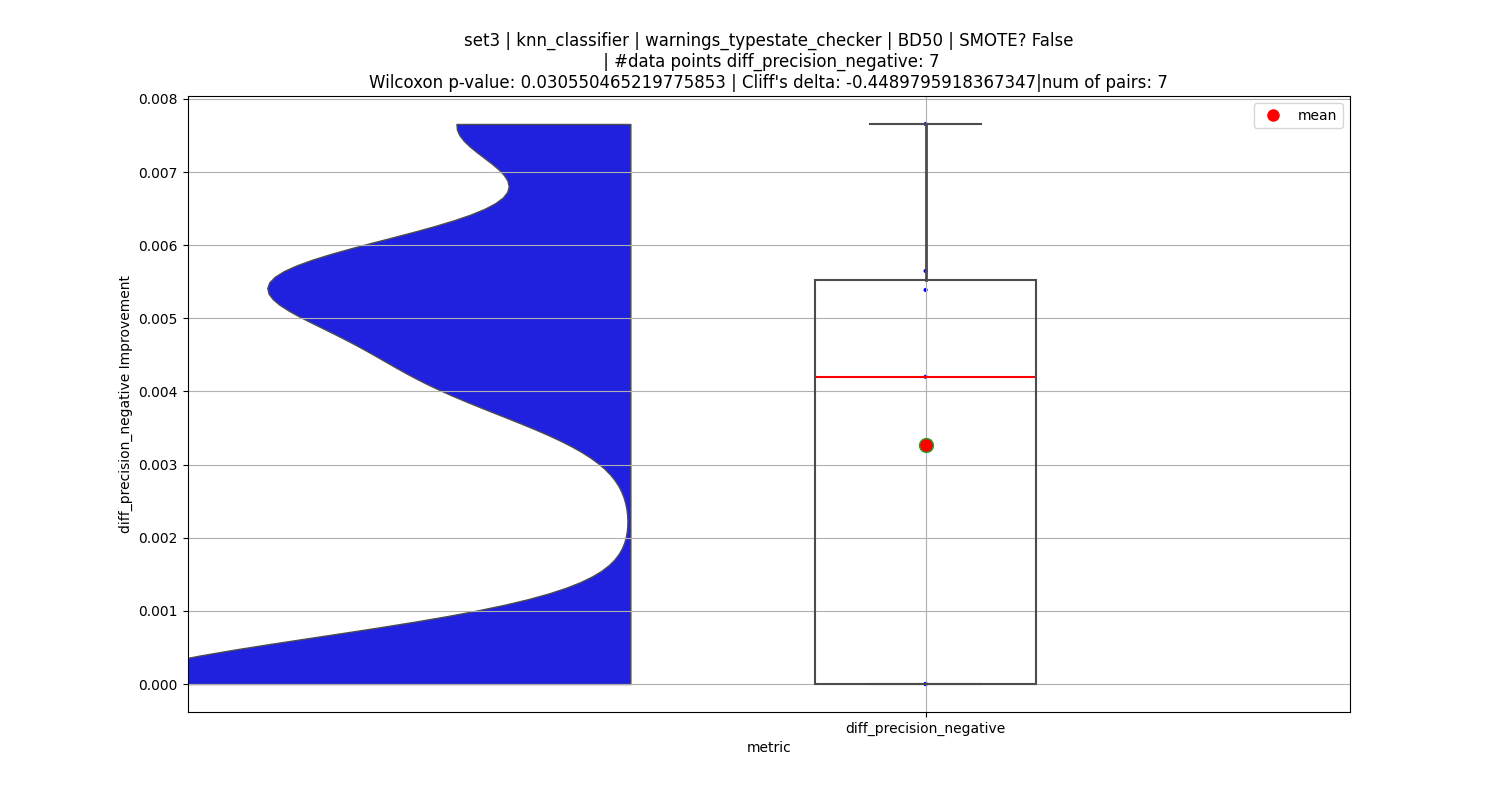 set3 | knn_classifier | warnings_typestate_checker | BD50 | SMOTE? False
| #data points diff_precision_negative: 7
Wilcoxon p-value: 0.030550465219775853 | Cliff's delta: -0.4489795918367347|num of pairs: 7
mean
0.008
0.007
0.006
0.005
0.004
0.003
0.002
0.001
0.000
diff_precision_negative Improvement
diff_precision_negative
metric